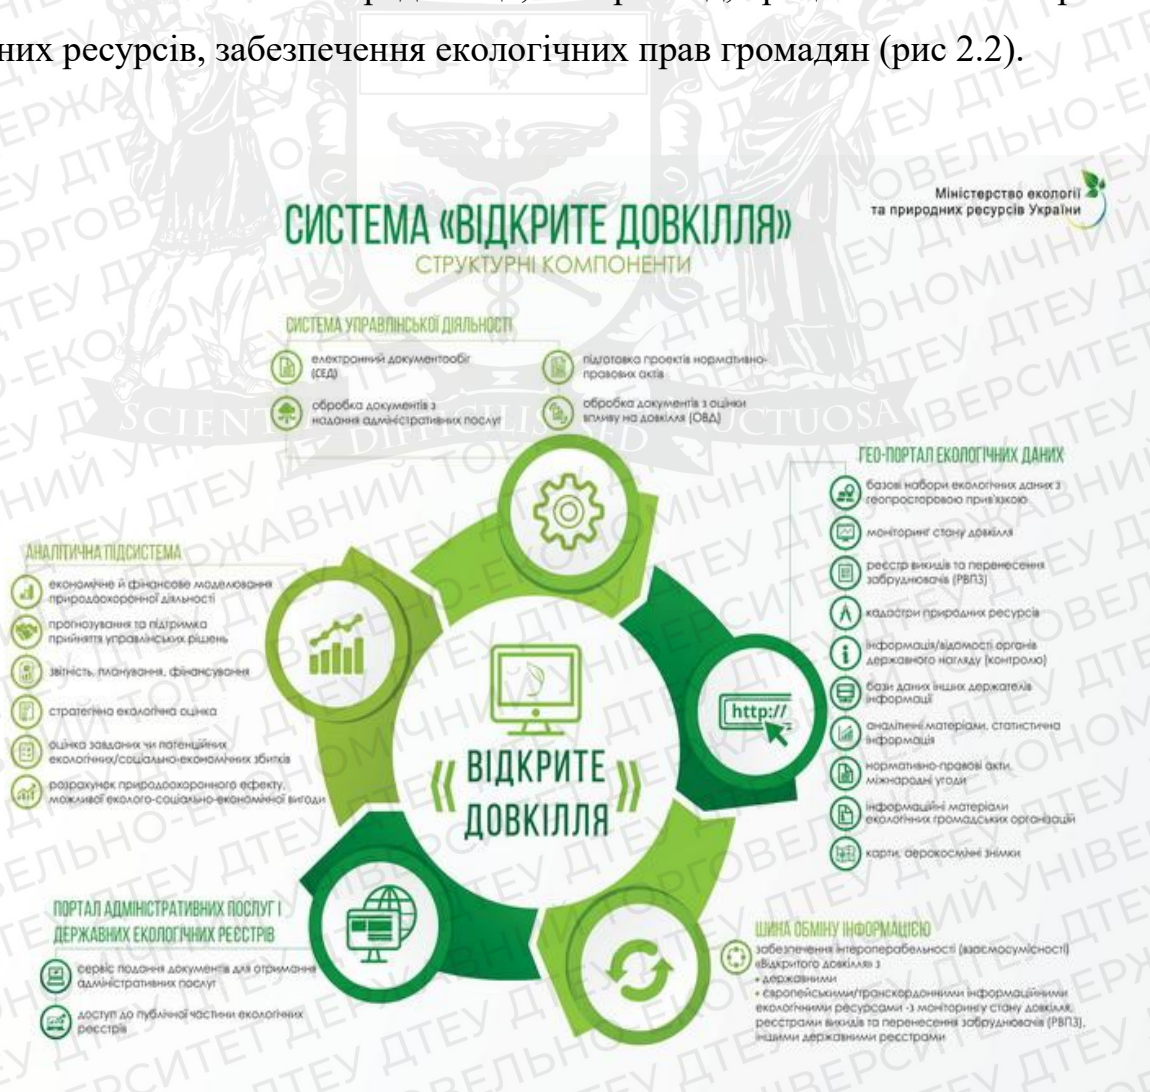 них ресурсів, забезпечення екологічних прав громадян (рис 2.2).
Міністерство екології
та природних ресурсів України
СИСТЕМА «ВІДКРИТЕ ДОВКІЛЛЯ»
СТРУКТУРНІ КОМПОНЕНТИ
СИСТЕМА УПРАВЛІНСЬКОЇ ДІЯЛЬНОСТІ
електронний документообіг
(СЕД)
обробка документів з
надання адміністративних послуг
підготовка проектів нормативно-
правових актів
обробка документів з оцінки
впливу на довкілля (ОВД)
ГЕО-ПОРТАЛ ЕКОЛОГІЧНИХ ДАНИХ
базові набори екологічних даних з
геопросторовою прив'язкою
моніторинг стану довкілля
реєстр викидів та перенесення
забруднювачів (РВПЗ)
кадастри природних ресурсів
інформація/відомості органів
державного нагляду (контролю)
бази даних інших держателів
інформації
аналітичні матеріали, статистична
інформація
нормативно-правові акти,
міжнародні угоди
інформаційні матеріали
екологічних громадських організацій
карти, аерокосмічні знімки
АНАЛІТИЧНА ПІДСИСТЕМА
економічне й фінансове моделювання
природоохоронної діяльності
прогнозування та підтримка
прийняття управлінських рішень
звітність, планування, фінансування
стратегічна екологічна оцінка
оцінка завданих чи потенційних
екологічних/соціально-економічних збитків
розрахунок природоохоронного ефекту,
можливої еколого-соціально-економічної вигоди
http://
« ВІДКРИТЕ
ДОВКІЛЛЯ »
ПОРТАЛ АДМІНІСТРАТИВНИХ ПОСЛУГ І
ДЕРЖАВНИХ ЕКОЛОГІЧНИХ РЕЄСТРІВ
сервіс подання документів для отримання
адміністративних послуг
доступ до публічної частини екологічних
реєстрів
ШИНА ОБМІНУ ІНФОРМАЦІЄЮ
забезпечення інтероперабельності (взаємосумісності)
«Відкритого довкілля» з
• державними
• європейськими/транскордонними інформаційними
екологічними ресурсами -з моніторингу стану довкілля,
реєстрами викидів та перенесення забруднювачів (РВПЗ),
іншими державними реєстрами